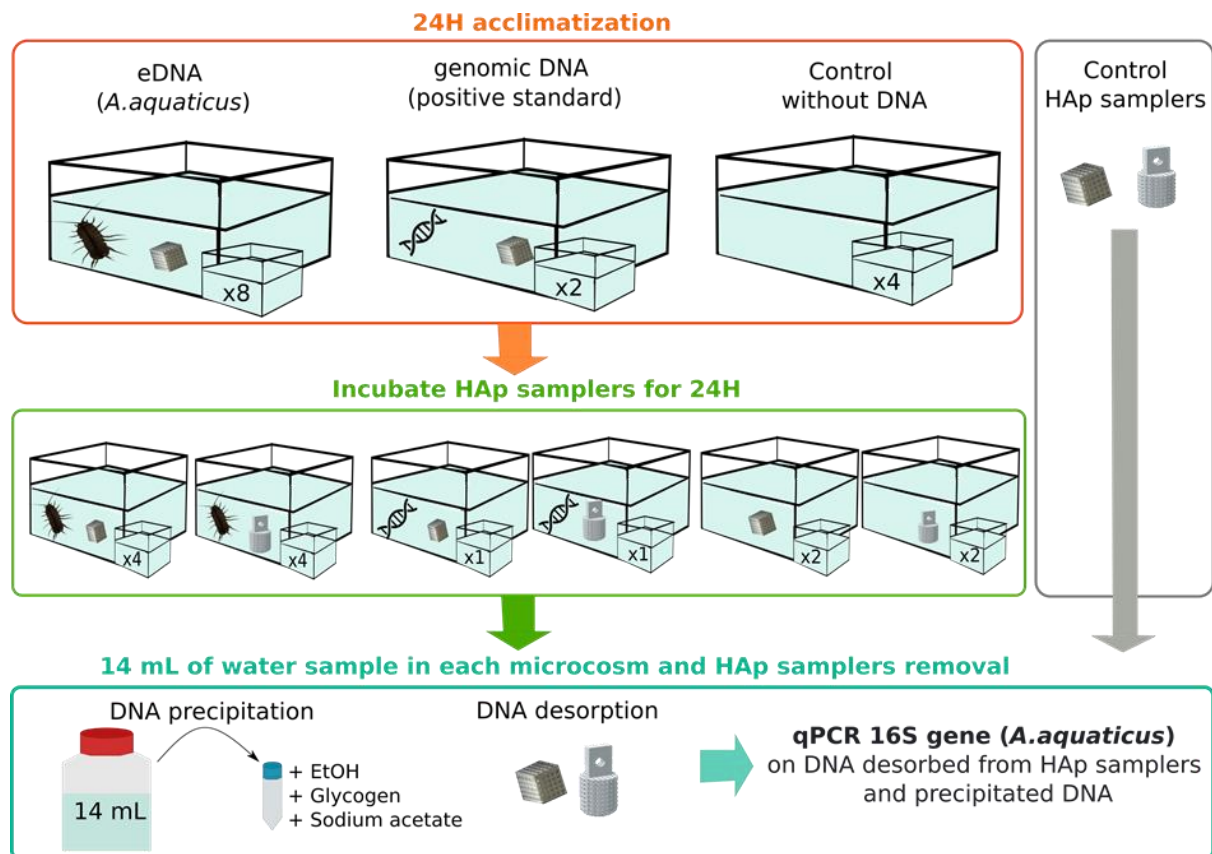 24H acclimatization
eDNA
(A.aquaticus)
genomic DNA
(positive standard)
Control
without DNA
Control
HAp samplers
x8
x2
x4
Incubate HAp samplers for 24H
x4
x4
x1
x1
x2
x2
14 mL of water sample in each microcosm and HAp samplers removal
DNA precipitation
14 mL
+ EtOH
+ Glycogen
+ Sodium acetate
DNA desorption
qPCR 16S gene (A.aquaticus)
on DNA desorbed from HAp samplers
and precipitated DNA